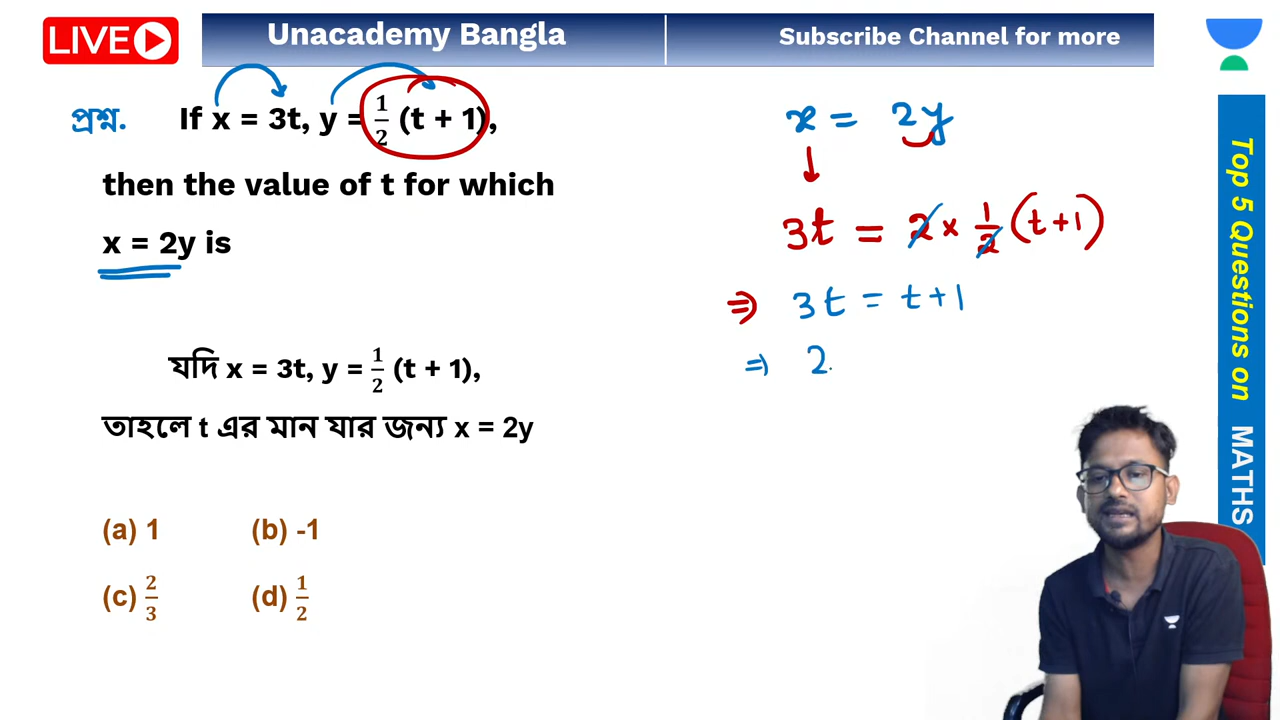 LIVE
Unacademy Bangla
Subscribe Channel for more
প্রশ্ন. If x = 3t, y = 1/2 (t + 1),
then the value of t for which
x = 2y is
যদি x = 3t, y = 1/2 (t + 1),
তাহলে t এর মান যার জন্য x = 2y
(a) 1 (b) -1
(c) 2/3 (d) 1/2
x = 2y
3t = 2 × 1/2 (t+1)
⇒ 3t = t+1
⇒ 2
Top 5 Questions on MATHS